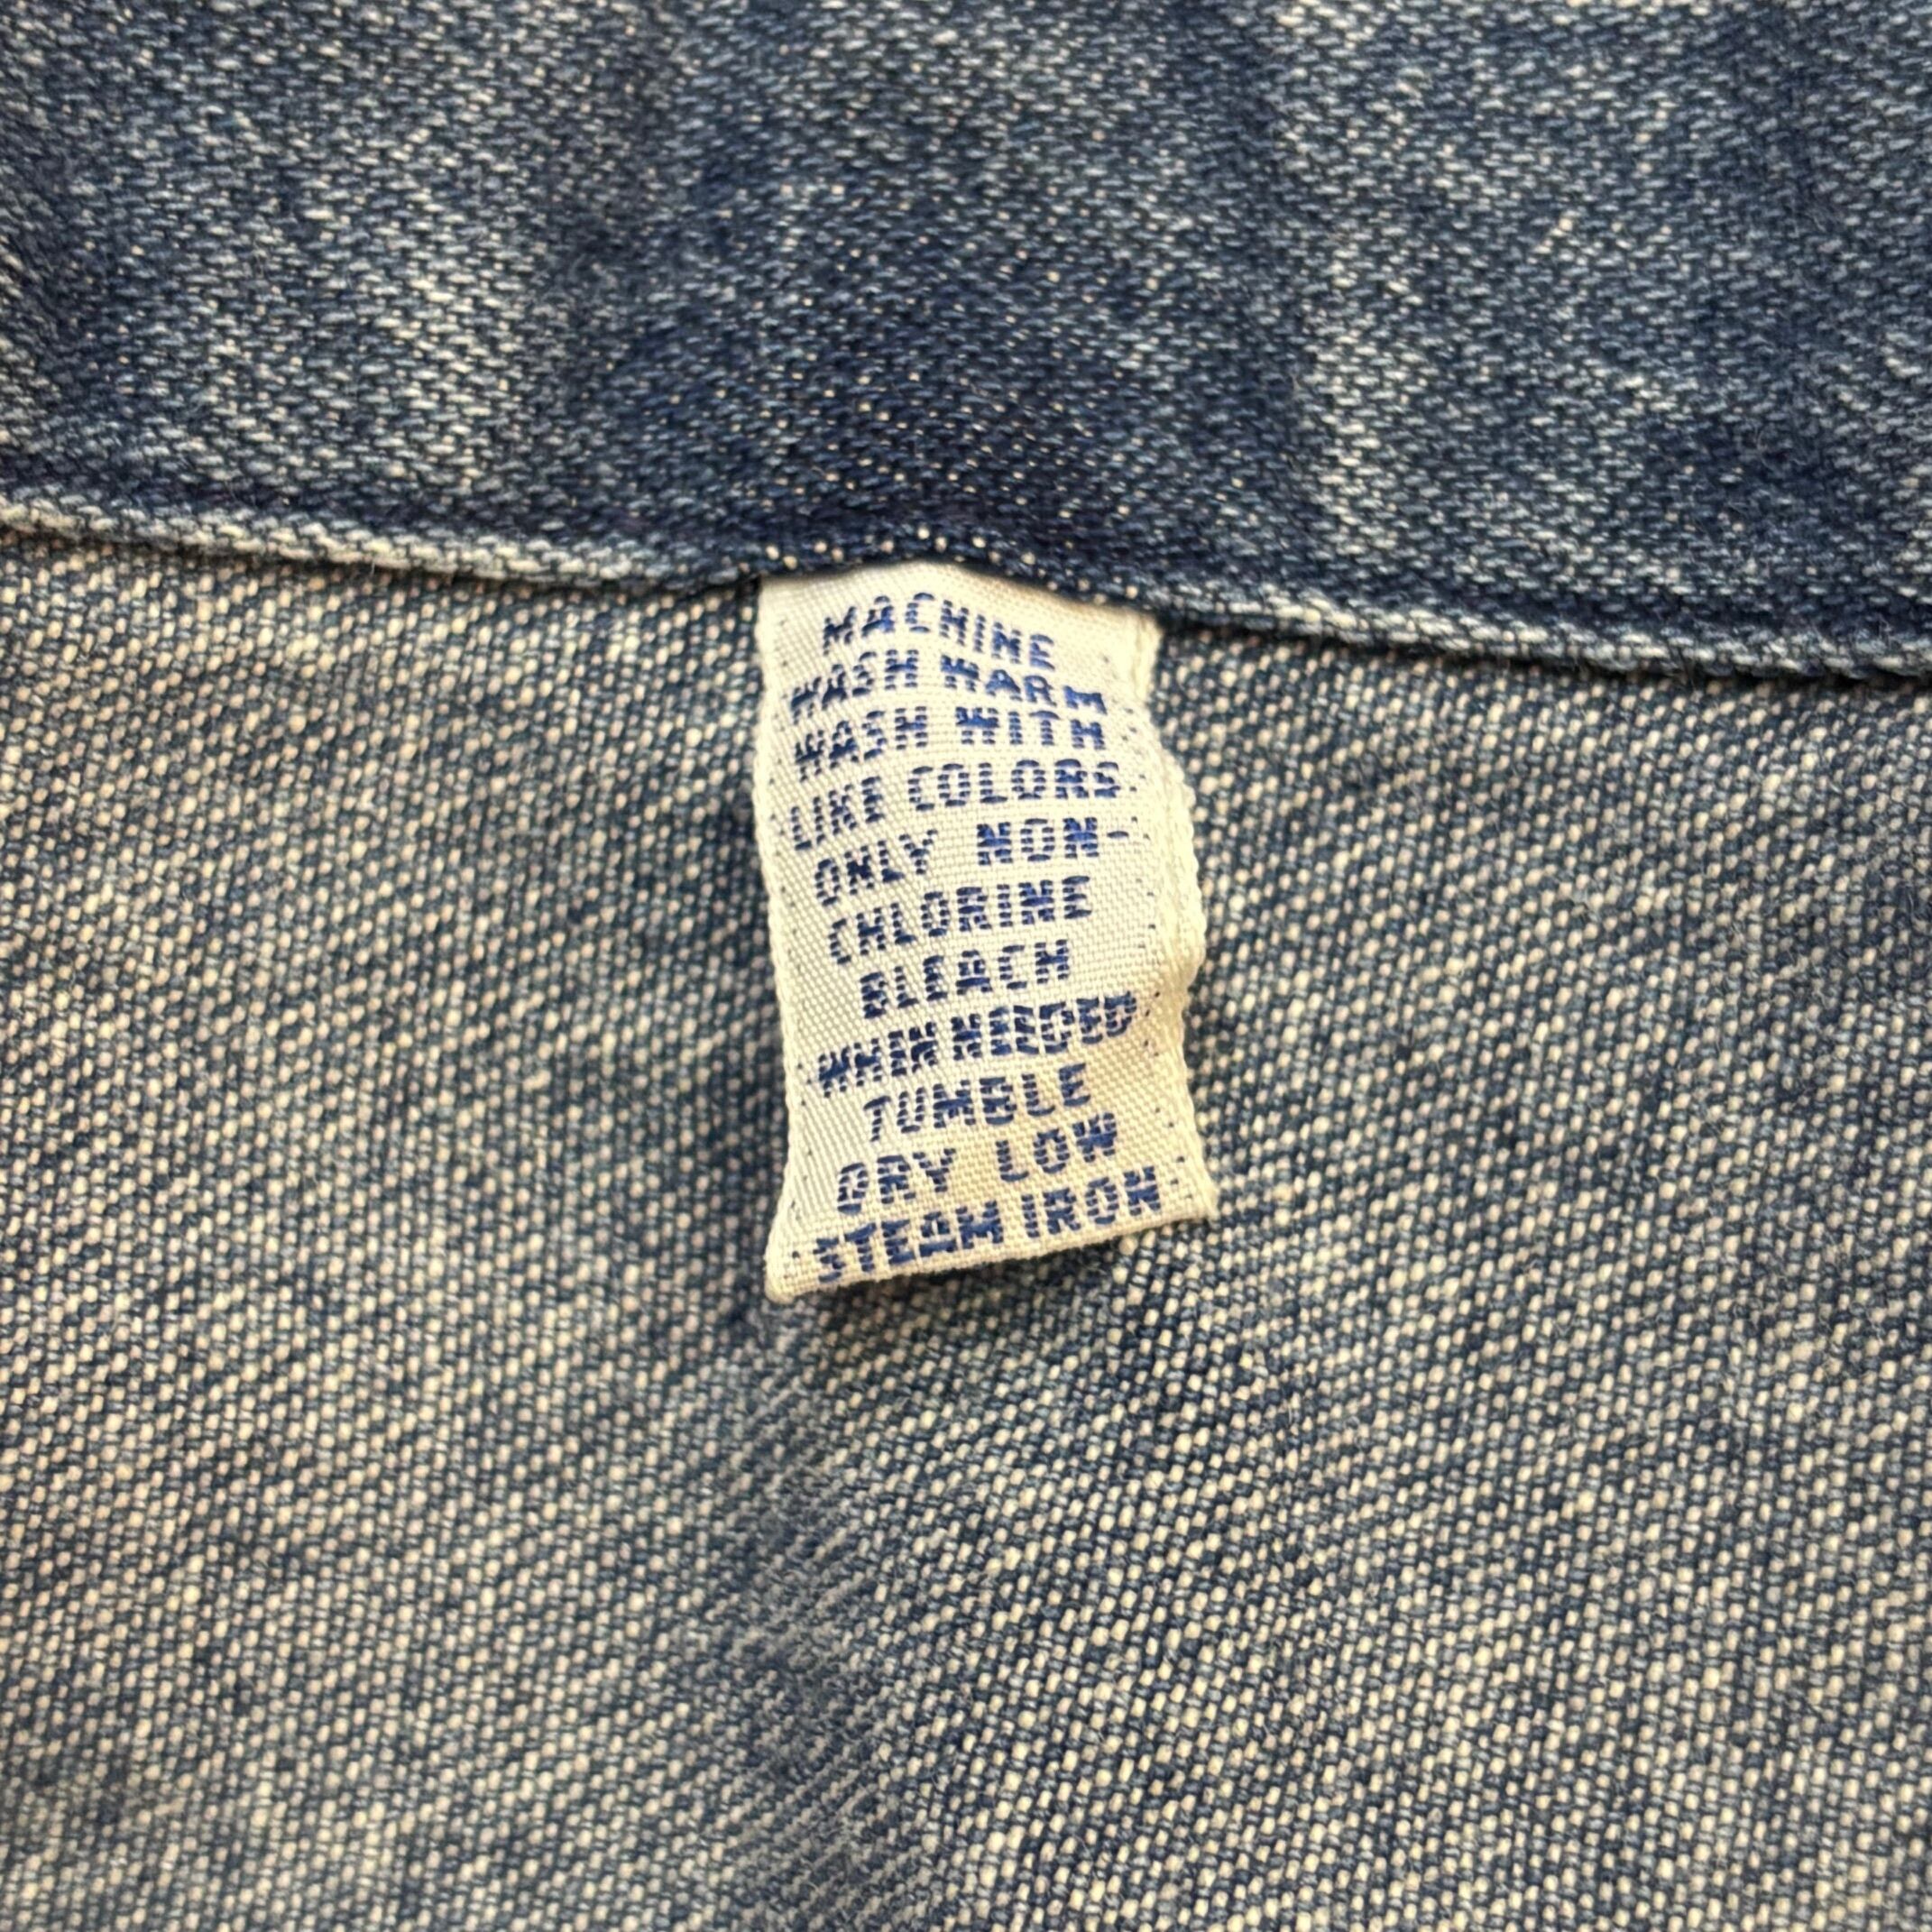 MACHINE
WASH WARM
WASH WITH
LIKE COLORS
ONLY NON-
CHLORINE
BLEACH
WHEN NEEDED
TUMBLE
DRY LOW
STEAM IRON